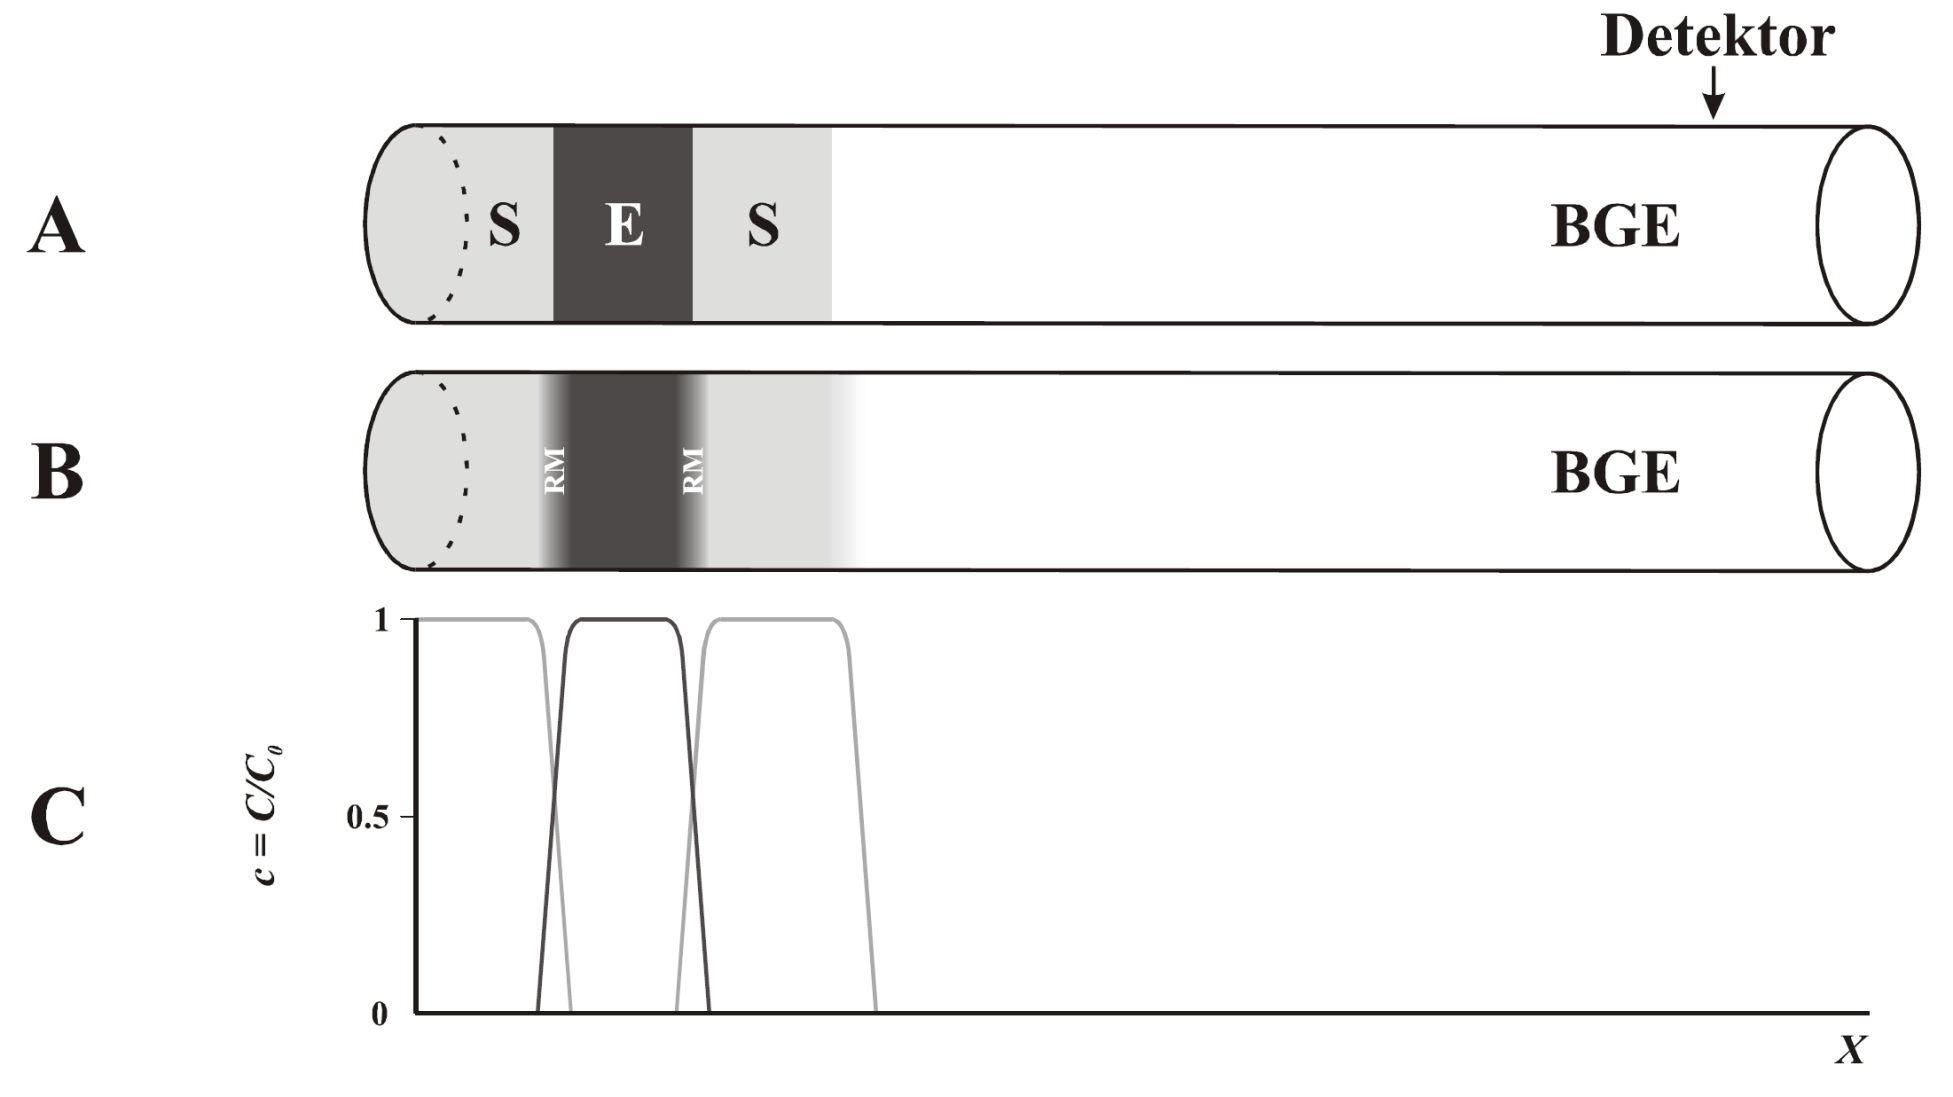 Detektor
A
S E S BGE
B
RM RM BGE
C
c = C/C0
1
0.5
0
X